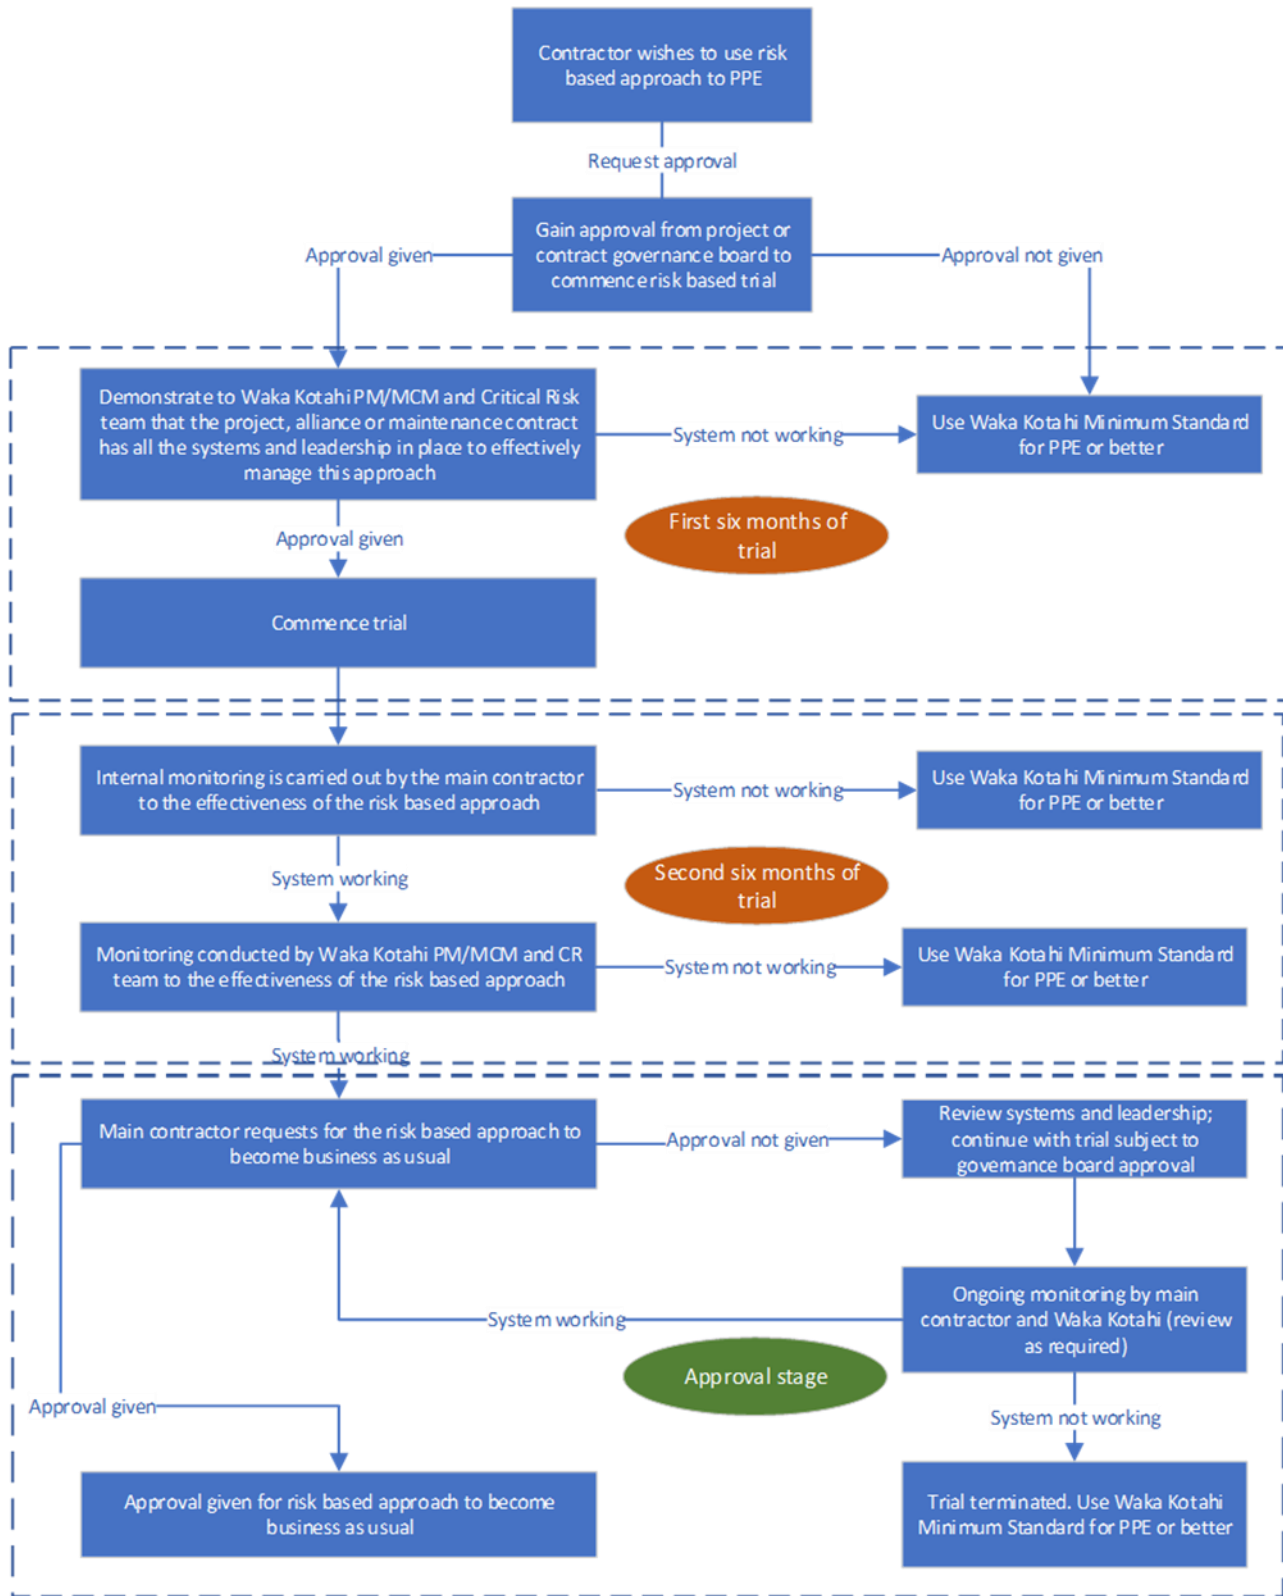 Contractor wishes to use risk
based approach to PPE
Request approval
Gain approval from project or
contract governance board to
commence risk based trial
Approval given
Approval not given
Demonstrate to Waka Kotahi PM/MCM and Critical Risk
team that the project, alliance or maintenance contract
has all the systems and leadership in place to effectively
manage this approach
System not working
Use Waka Kotahi Minimum Standard
for PPE or better
First six months of
trial
Approval given
Commence trial
Internal monitoring is carried out by the main contractor
to the effectiveness of the risk based approach
System not working
Use Waka Kotahi Minimum Standard
for PPE or better
Second six months of
trial
System working
Monitoring conducted by Waka Kotahi PM/MCM and CR
team to the effectiveness of the risk based approach
System not working
Use Waka Kotahi Minimum Standard
for PPE or better
System working
Main contractor requests for the risk based approach to
become business as usual
Approval not given
Review systems and leadership;
continue with trial subject to
governance board approval
Ongoing monitoring by main
contractor and Waka Kotahi (review
as required)
System working
Approval stage
Approval given
System not working
Approval given for risk based approach to become
business as usual
Trial terminated. Use Waka Kotahi
Minimum Standard for PPE or better